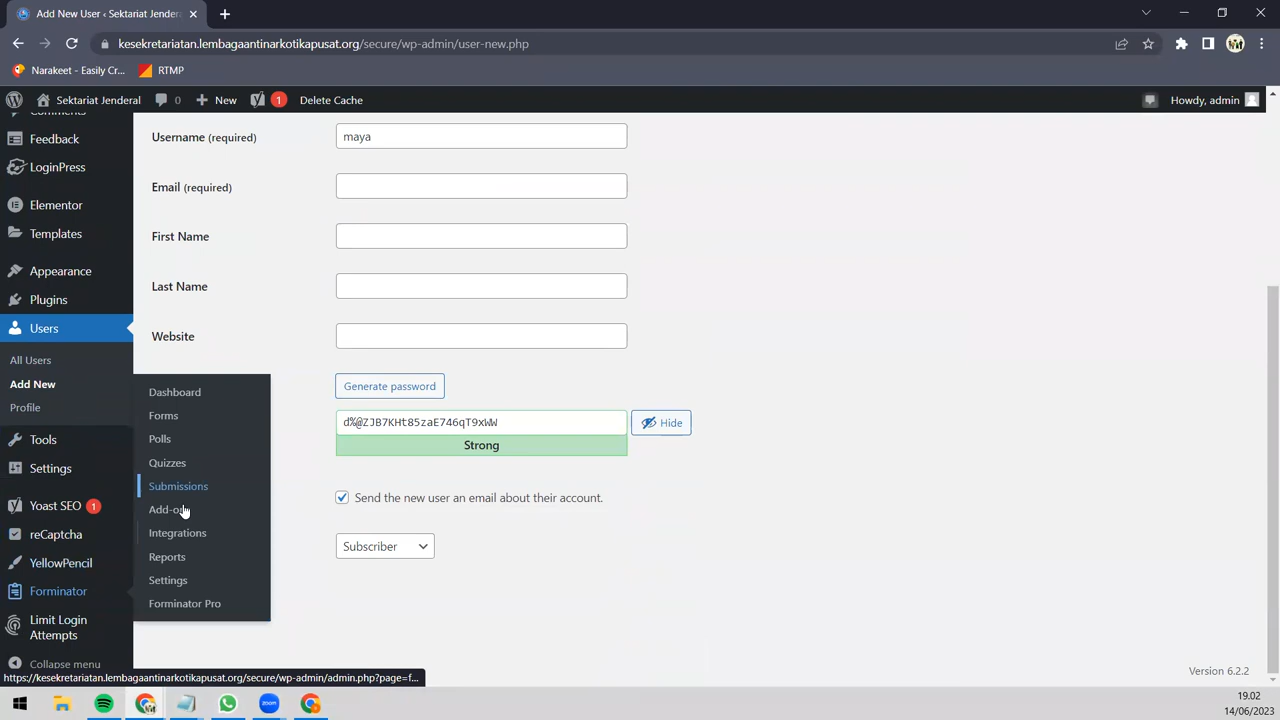 Add New User ‹ Sektariat Jendera
kesekretariatan.lembagaantinarkotikapusat.org/secure/wp-admin/user-new.php
Narakeet - Easily Cr...
RTMP
Sektariat Jenderal
0
New
1
Delete Cache
Howdy, admin
Comments
Feedback
LoginPress
Elementor
Templates
Appearance
Plugins
Users
All Users
Add New
Profile
Tools
Settings
Yoast SEO 1
reCaptcha
YellowPencil
Forminator
Limit Login
Attempts
Collapse menu
Dashboard
Forms
Polls
Quizzes
Submissions
Add-ons
Integrations
Reports
Settings
Forminator Pro
Username (required)
maya
Email (required)
First Name
Last Name
Website
Generate password
d%@ZJB7KHt85zaE746qT9xWW
Hide
Strong
Send the new user an email about their account.
Subscriber
Version 6.2.2
https://kesekretariatan.lembagaantinarkotikapusat.org/secure/wp-admin/admin.php?page=f...
zoom
19.02
14/06/2023